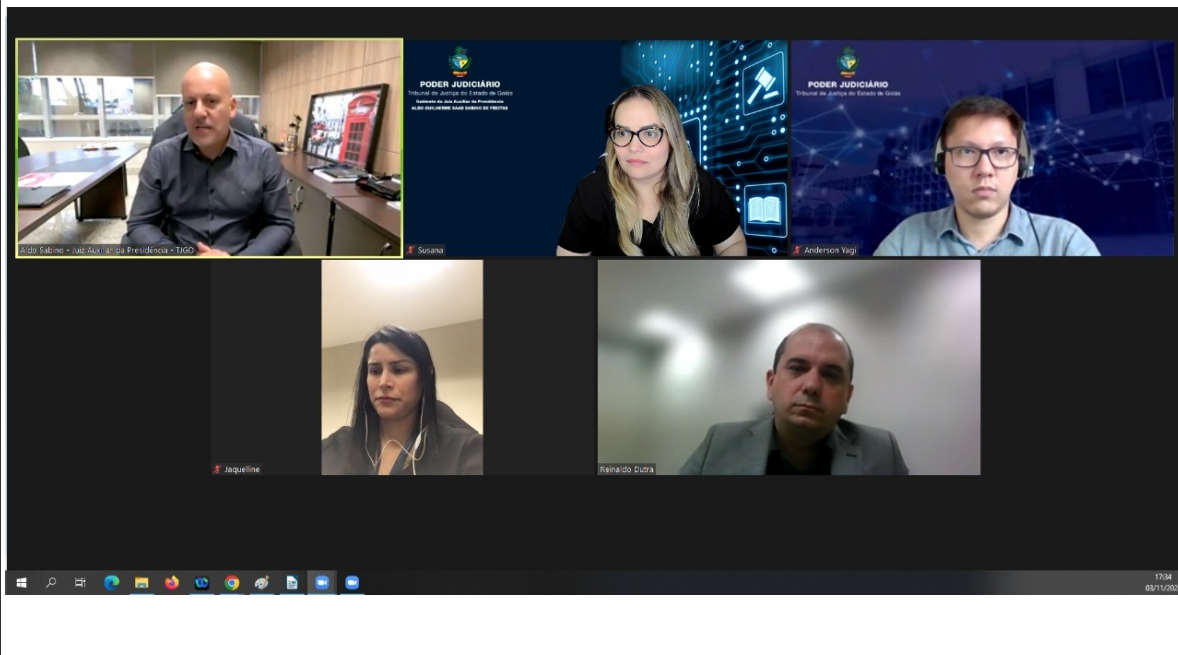 PODER JUDICIÁRIO
Tribunal de Justiça do Estado de Goiás
Gabinete do Juiz Auxiliar da Presidência
ALDO GUILHERME SAAD SABINO DE FREITAS
PODER JUDICIÁRIO
Tribunal de Justiça do Estado de Goiás
Aldo Sabino - Juiz Auxiliar da Presidência - TJGO
Susana
Anderson Yagi
Jaquelline
Reinaldo Dutra
17:34
03/11/202